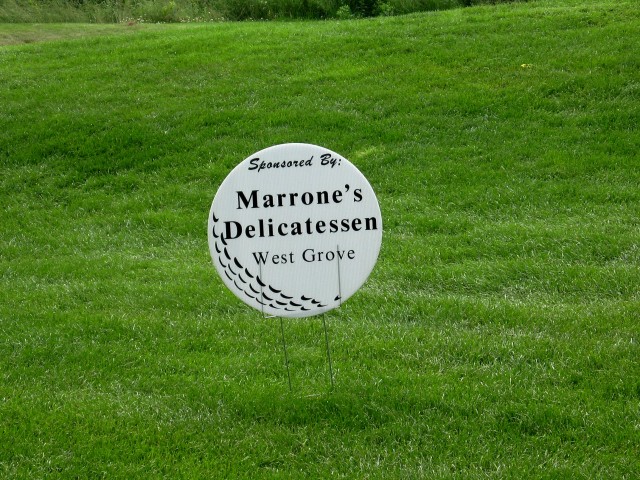 Sponsored By:
Marrone's
Delicatessen
West Grove